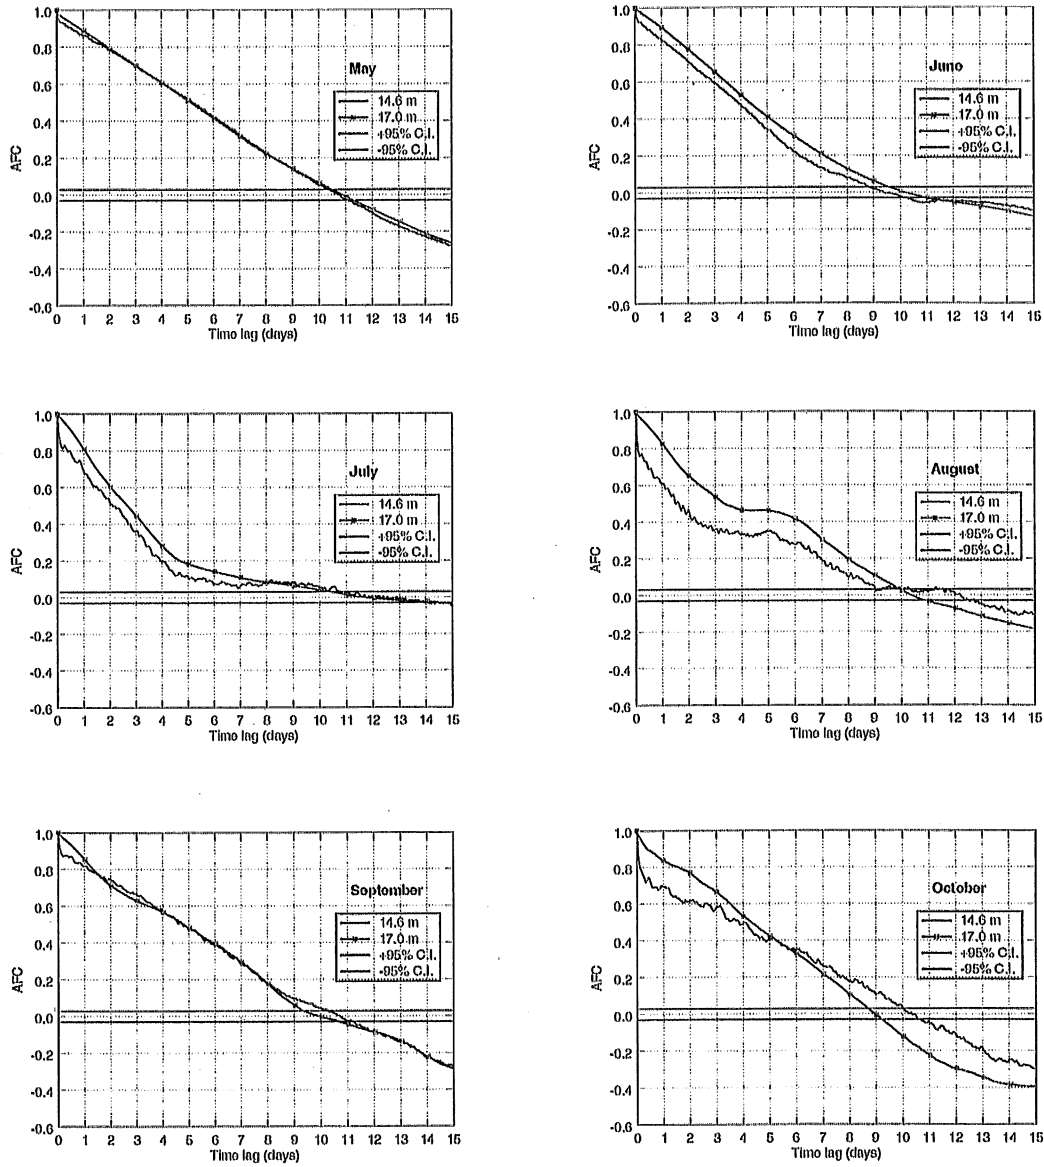 1.0
0.8
0.6
0.4
0.2
0.0
-0.2
-0.4
-0.6
AFC
May
14.6 m
17.0 m
+95% C.I.
-95% C.I.
0 1 2 3 4 5 6 7 8 9 10 11 12 13 14 15
Time lag (days)
1.0
0.8
0.6
0.4
0.2
0.0
-0.2
-0.4
-0.6
AFC
June
14.6 m
17.0 m
+95% C.I.
-95% C.I.
0 1 2 3 4 5 6 7 8 9 10 11 12 13 14 15
Time lag (days)
1.0
0.8
0.6
0.4
0.2
0.0
-0.2
-0.4
-0.6
AFC
July
14.6 m
17.0 m
+95% C.I.
-95% C.I.
0 1 2 3 4 5 6 7 8 9 10 11 12 13 14 15
Time lag (days)
1.0
0.8
0.6
0.4
0.2
0.0
-0.2
-0.4
-0.6
AFC
August
14.6 m
17.0 m
+95% C.I.
-95% C.I.
0 1 2 3 4 5 6 7 8 9 10 11 12 13 14 15
Time lag (days)
1.0
0.8
0.6
0.4
0.2
0.0
-0.2
-0.4
-0.6
AFC
September
14.6 m
17.0 m
+95% C.I.
-95% C.I.
0 1 2 3 4 5 6 7 8 9 10 11 12 13 14 15
Time lag (days)
1.0
0.8
0.6
0.4
0.2
0.0
-0.2
-0.4
-0.6
AFC
October
14.6 m
17.0 m
+95% C.I.
-95% C.I.
0 1 2 3 4 5 6 7 8 9 10 11 12 13 14 15
Time lag (days)